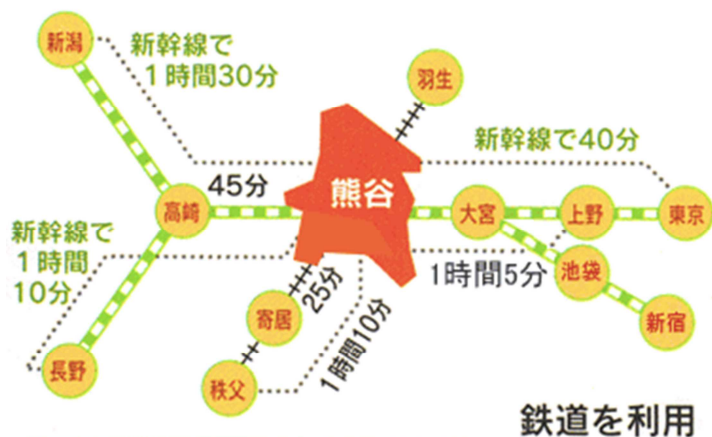 新潟
新幹線で
1時間30分
羽生
新幹線で40分
45分
熊谷
高崎
大宮
上野
東京
新幹線で
1時間
10分
1時間5分
池袋
25分
寄居
新宿
1時間10分
長野
秩父
鉄道を利用